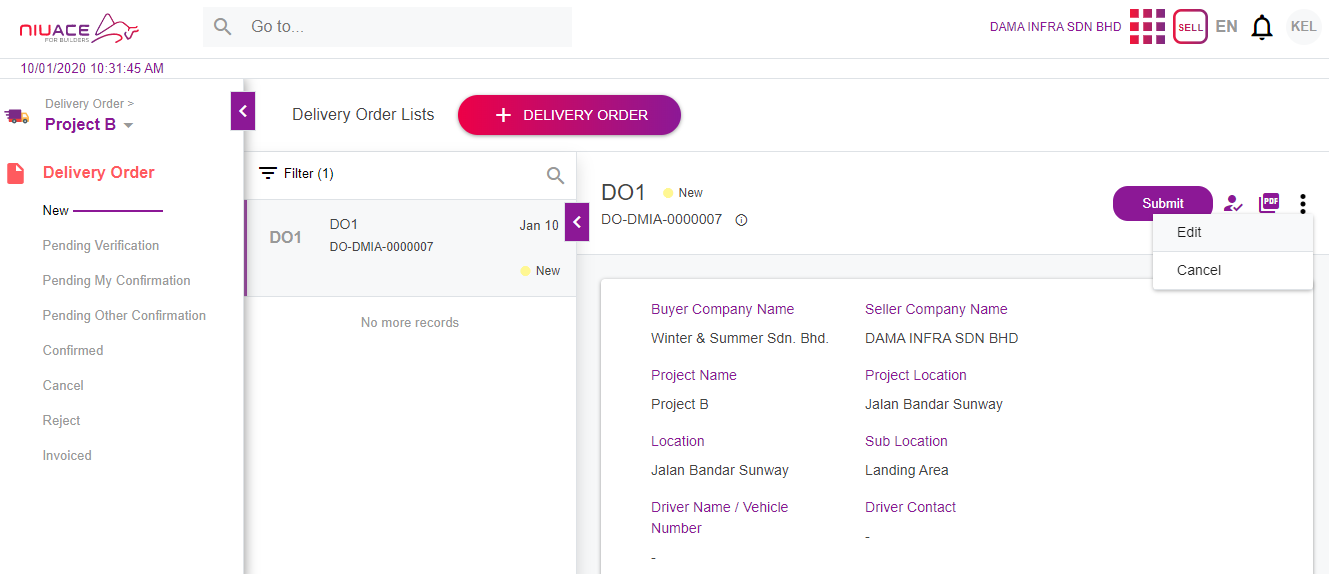 NIUACE
FOR BUILDERS
Go to...
DAMA INFRA SDN BHD
SELL
EN
KEL
10/01/2020 10:31:45 AM
Delivery Order >
Project B
Delivery Order
New
Pending Verification
Pending My Confirmation
Pending Other Confirmation
Confirmed
Cancel
Reject
Invoiced
Delivery Order Lists
+ DELIVERY ORDER
Filter (1)
DO1
DO1
Jan 10
DO-DMIA-0000007
New
No more records
DO1
New
DO-DMIA-0000007
Submit
PDF
Edit
Cancel
Buyer Company Name
Seller Company Name
Winter & Summer Sdn. Bhd.
DAMA INFRA SDN BHD
Project Name
Project Location
Project B
Jalan Bandar Sunway
Location
Sub Location
Jalan Bandar Sunway
Landing Area
Driver Name / Vehicle
Number
Driver Contact
-
-